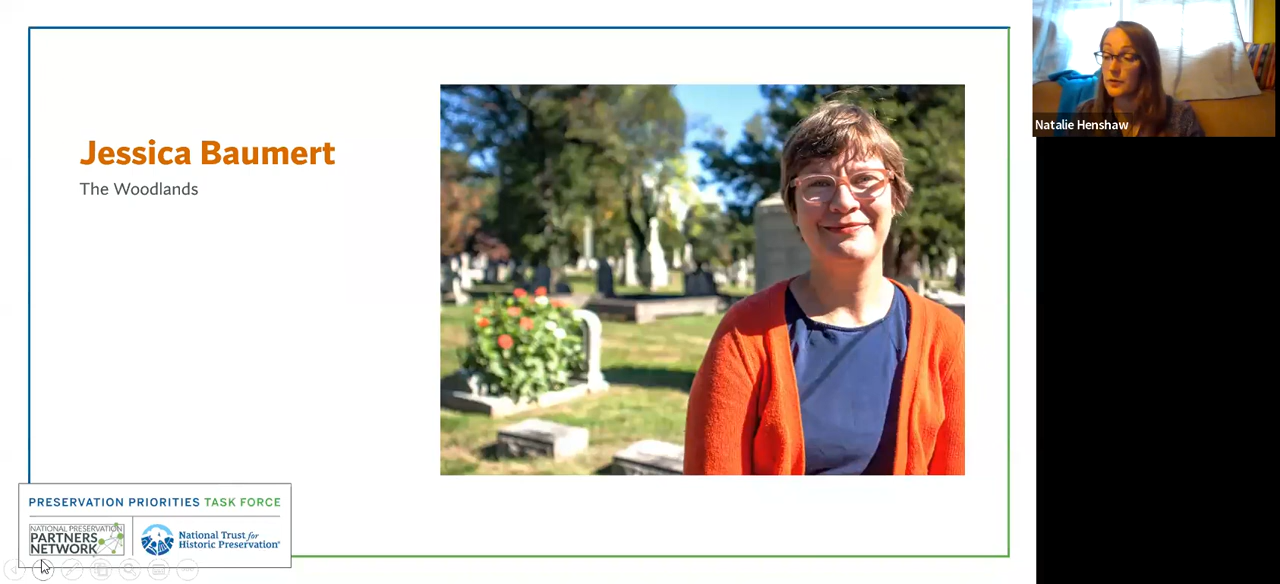 Jessica Baumert
The Woodlands
Natalie Henshaw
PRESERVATION PRIORITIES TASK FORCE
NATIONAL PRESERVATION
PARTNERS
NETWORK
National Trust for
Historic Preservation®